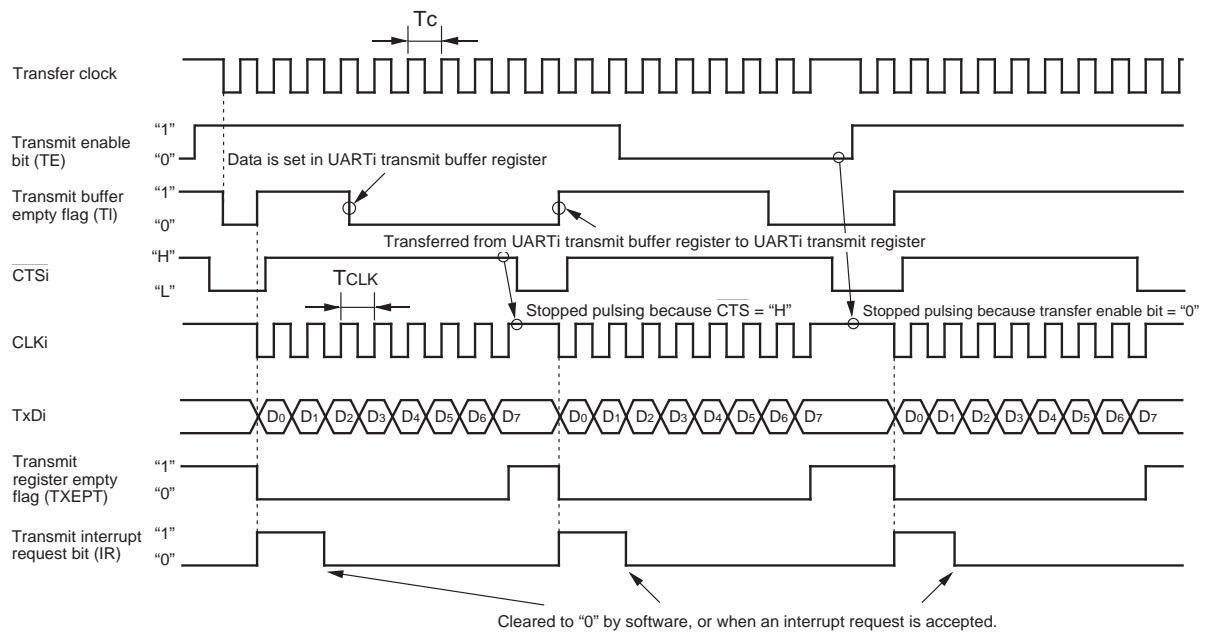 Tc
Transfer clock
Transmit enable
bit (TE)
“1”
“0”
Data is set in UARTi transmit buffer register
Transmit buffer
empty flag (TI)
“1”
“0”
Transferred from UARTi transmit buffer register to UARTi transmit register
CTSi
“H”
“L”
TCLK
Stopped pulsing because CTS = “H”
Stopped pulsing because transfer enable bit = “0”
CLKi
TxDi
D0 D1 D2 D3 D4 D5 D6 D7 D0 D1 D2 D3 D4 D5 D6 D7 D0 D1 D2 D3 D4 D5 D6 D7
Transmit
register empty
flag (TXEPT)
“1”
“0”
Transmit interrupt
request bit (IR)
“1”
“0”
Cleared to “0” by software, or when an interrupt request is accepted.